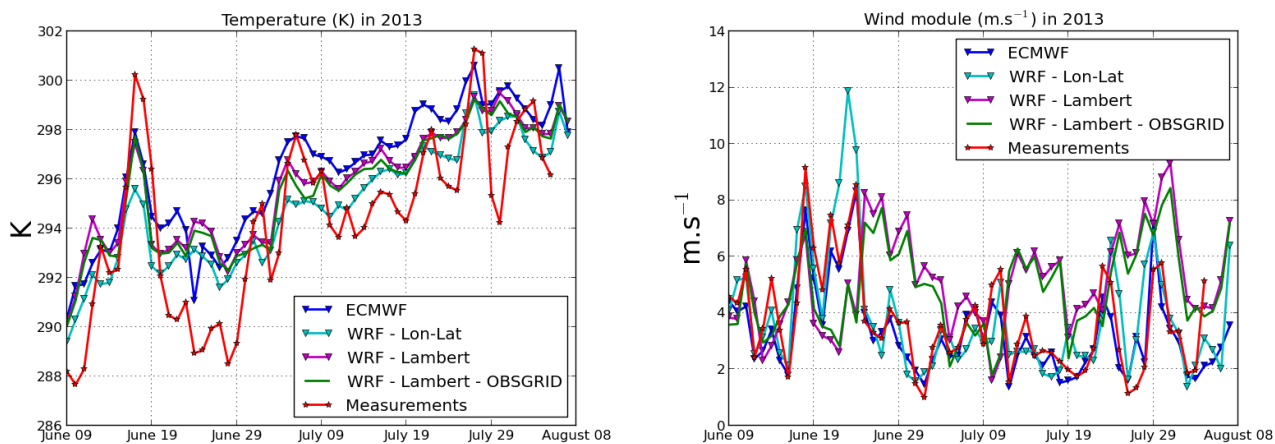 Temperature (K) in 2013
302
300
298
296
294
292
290
288
286
K
ECMWF
WRF - Lon-Lat
WRF - Lambert
WRF - Lambert - OBSGRID
Measurements
June 09 June 19 June 29 July 09 July 19 July 29 August 08
Wind module (m.s⁻¹) in 2013
14
12
10
8
6
4
2
0
m.s⁻¹
ECMWF
WRF - Lon-Lat
WRF - Lambert
WRF - Lambert - OBSGRID
Measurements
June 09 June 19 June 29 July 09 July 19 July 29 August 08